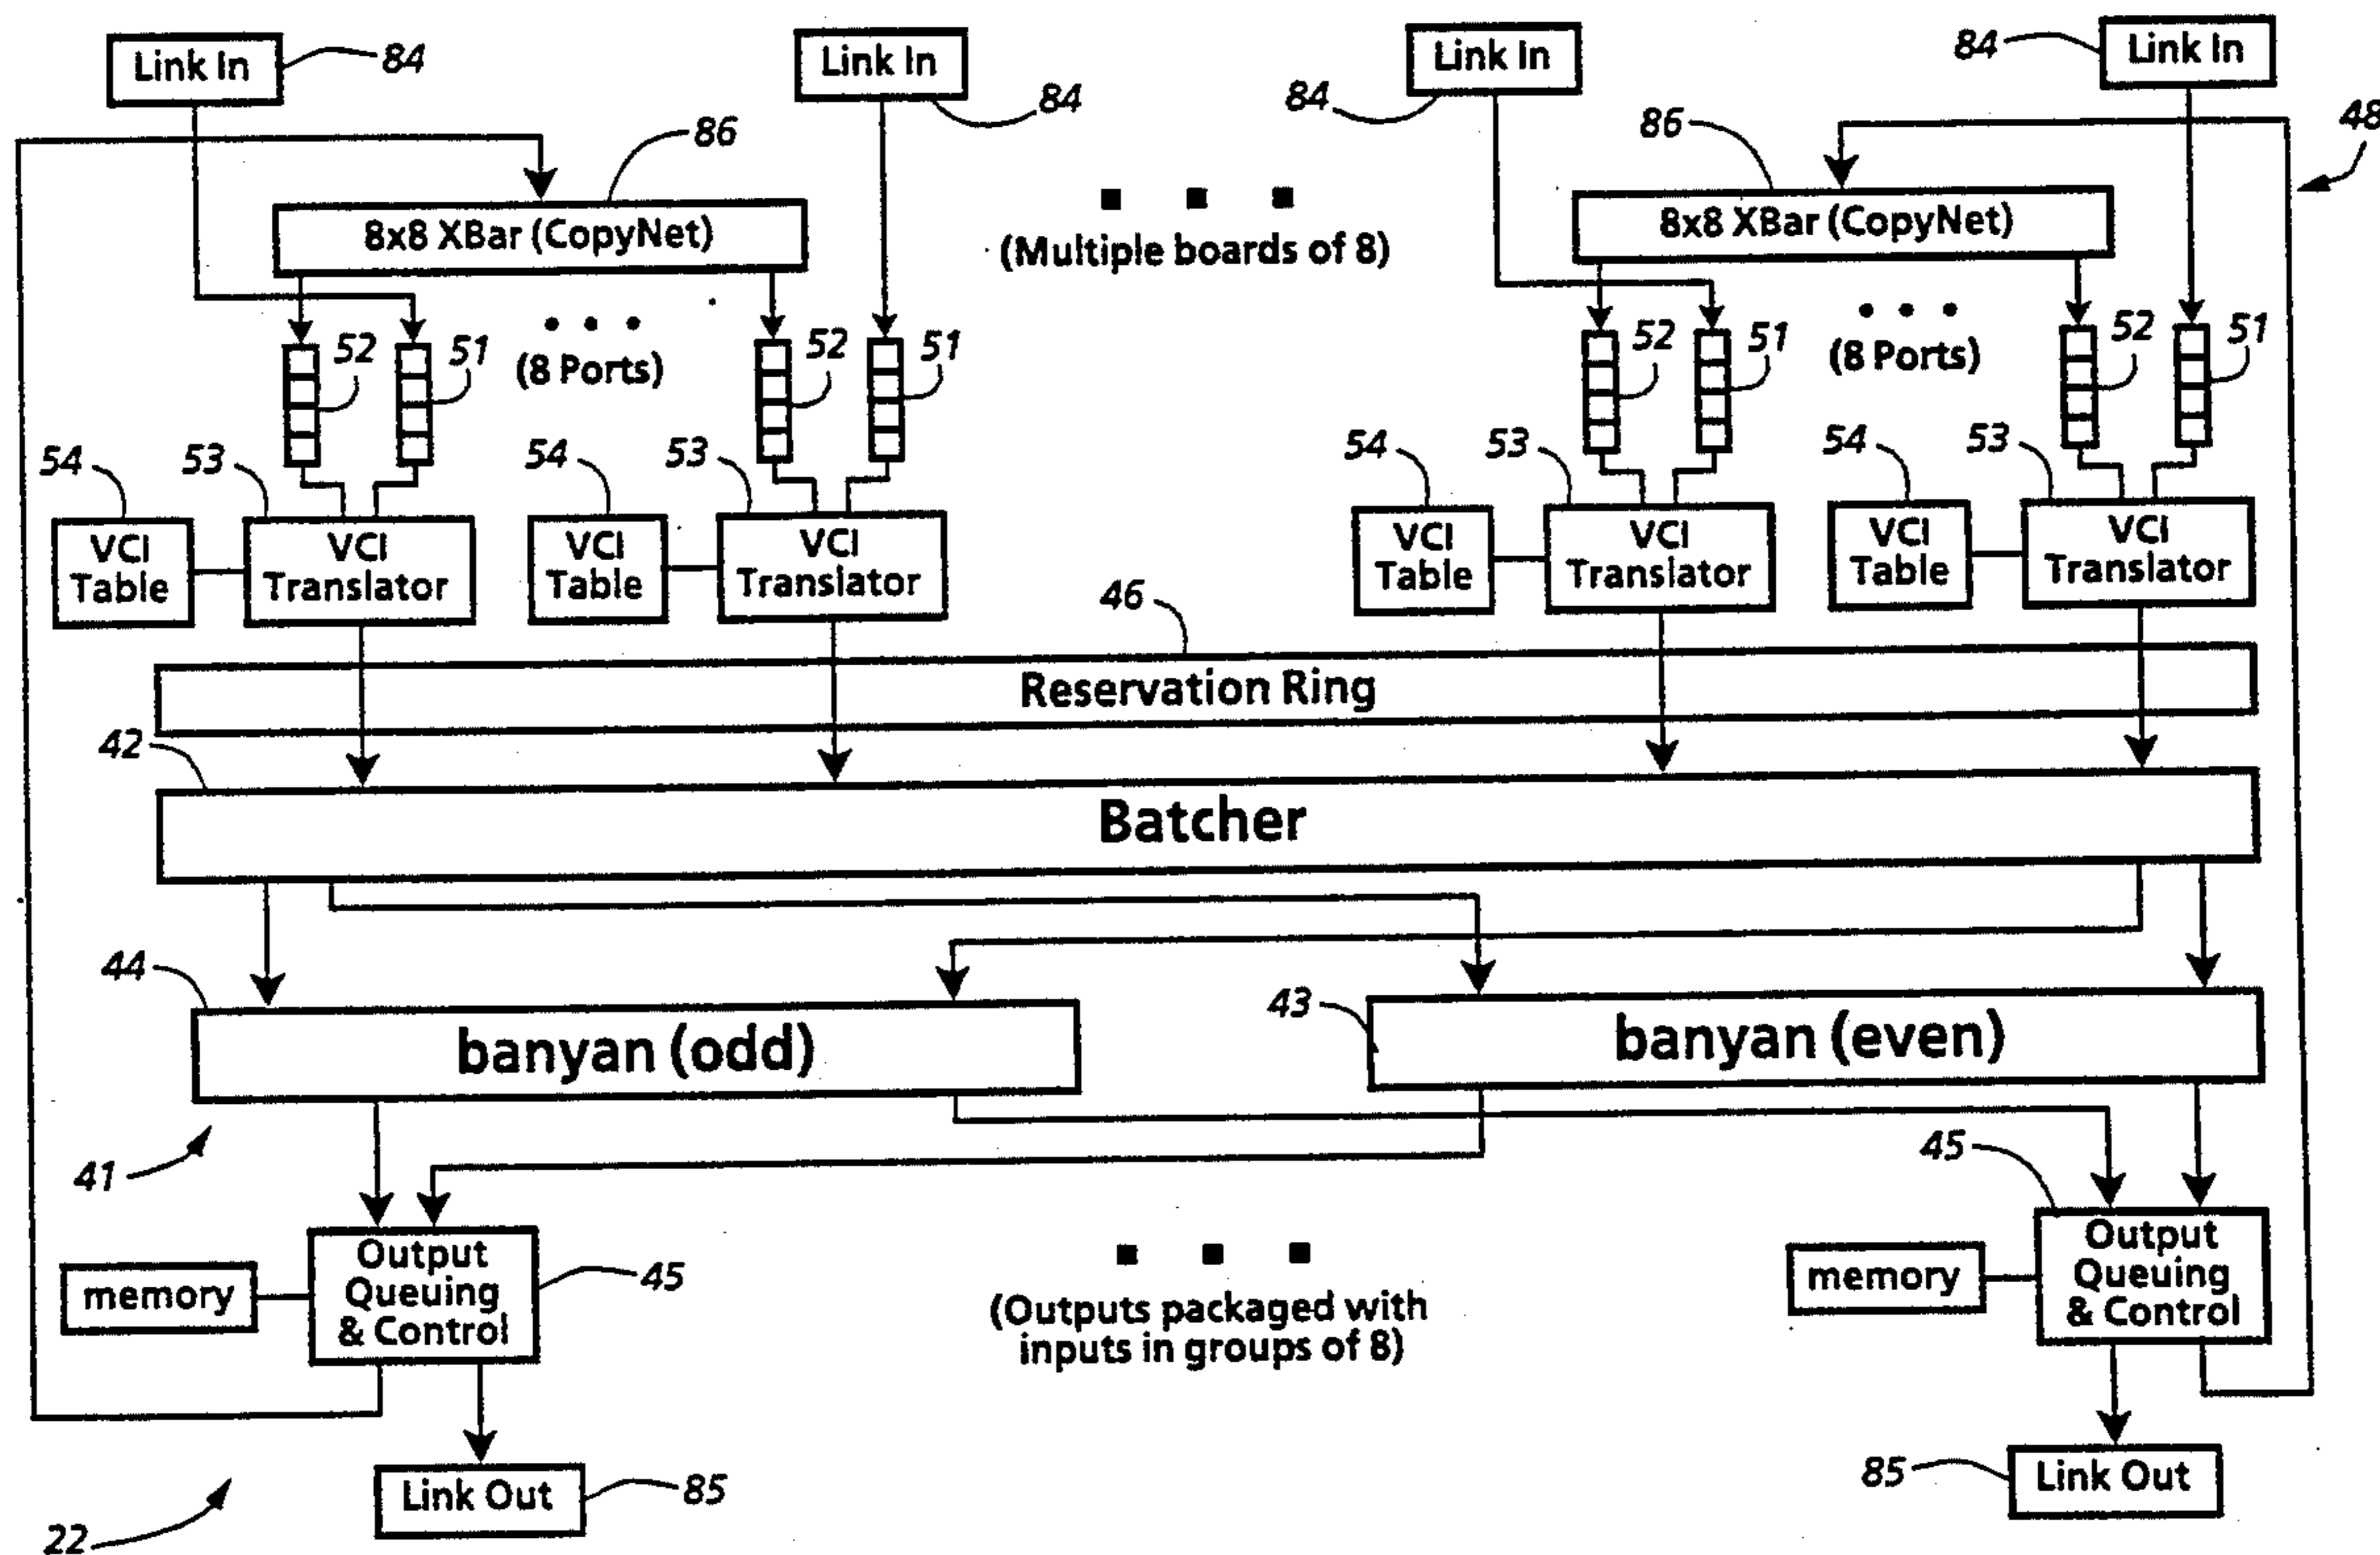 Link In 84
Link In 84
Link In 84
84 Link In
48
86
86
8x8 XBar (CopyNet)
(Multiple boards of 8)
8x8 XBar (CopyNet)
52 51
(8 Ports)
52 51
52 51
(8 Ports)
52 51
54 53
54 53
54 53
54 53
VCI
Table
VCI
Translator
VCI
Table
VCI
Translator
VCI
Table
VCI
Translator
VCI
Table
VCI
Translator
46
Reservation Ring
42
Batcher
44
banyan (odd)
43
banyan (even)
41
45
memory
Output
Queuing
& Control
45
(Outputs packaged with
inputs in groups of 8)
memory
Output
Queuing
& Control
Link Out 85
85 Link Out
22